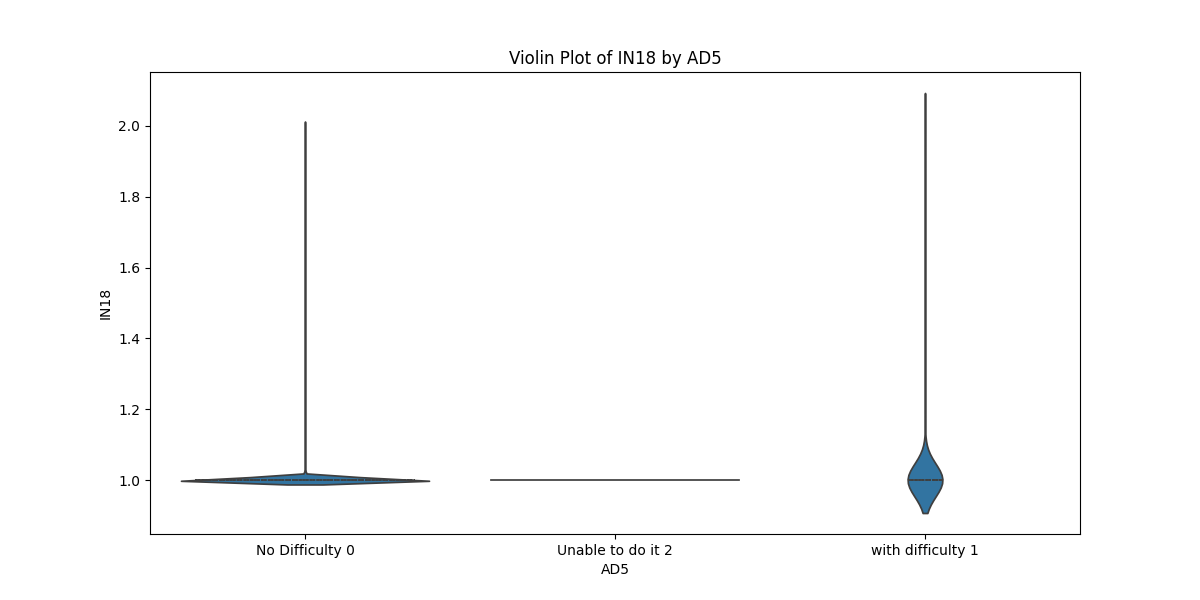 Violin Plot of IN18 by AD5
IN18
2.0
1.8
1.6
1.4
1.2
1.0
No Difficulty 0
Unable to do it 2
with difficulty 1
AD5